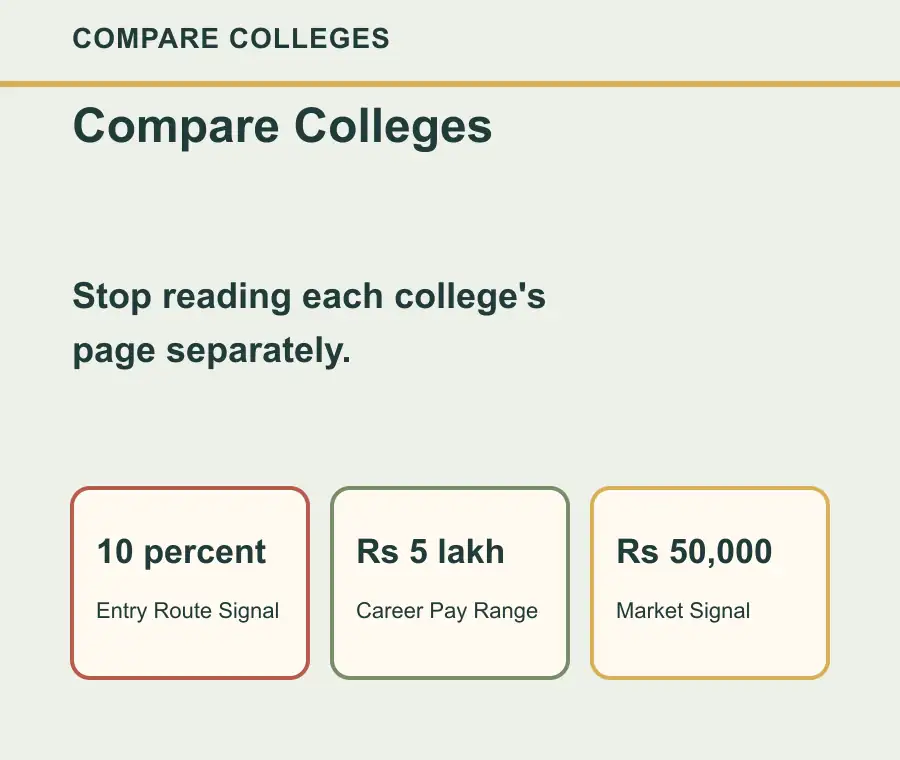 COMPARE COLLEGES
Compare Colleges
Stop reading each college's
page separately.
10 percent
Entry Route Signal
Rs 5 lakh
Career Pay Range
Rs 50,000
Market Signal